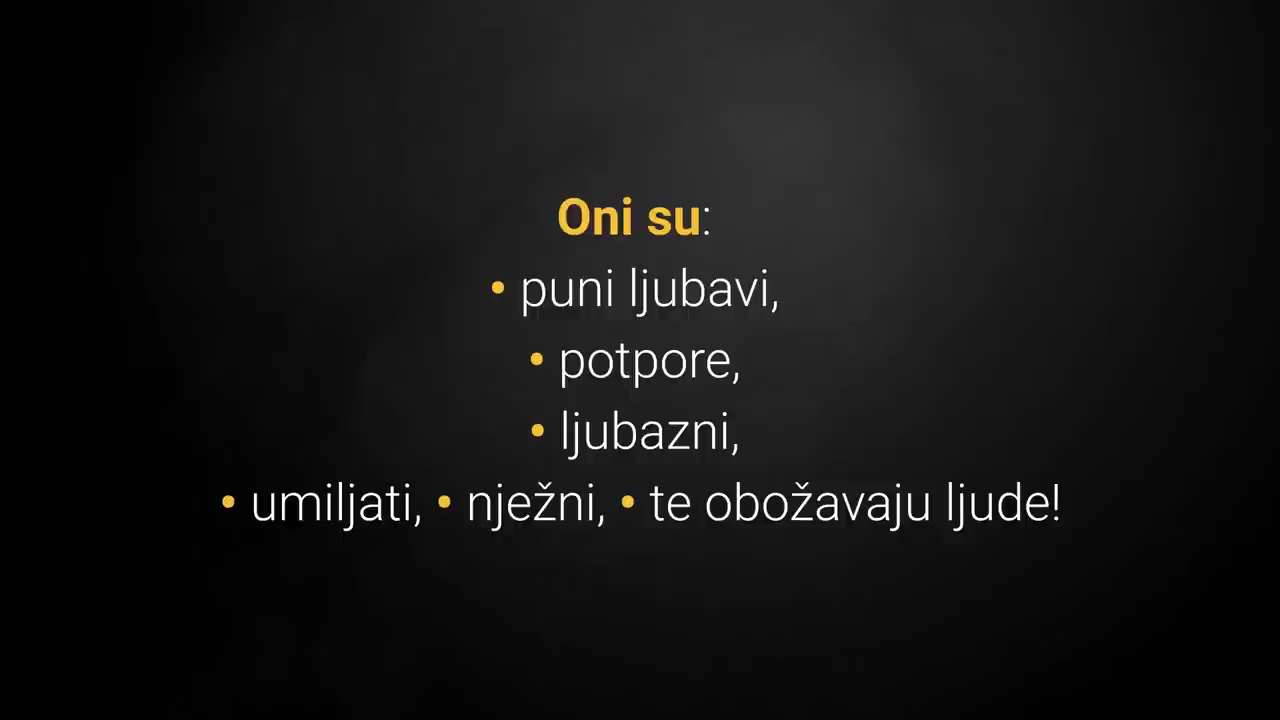 Oni su:
• puni ljubavi,
• potpore,
• ljubazni,
• umiljati, • nježni, • te obožavaju ljude!